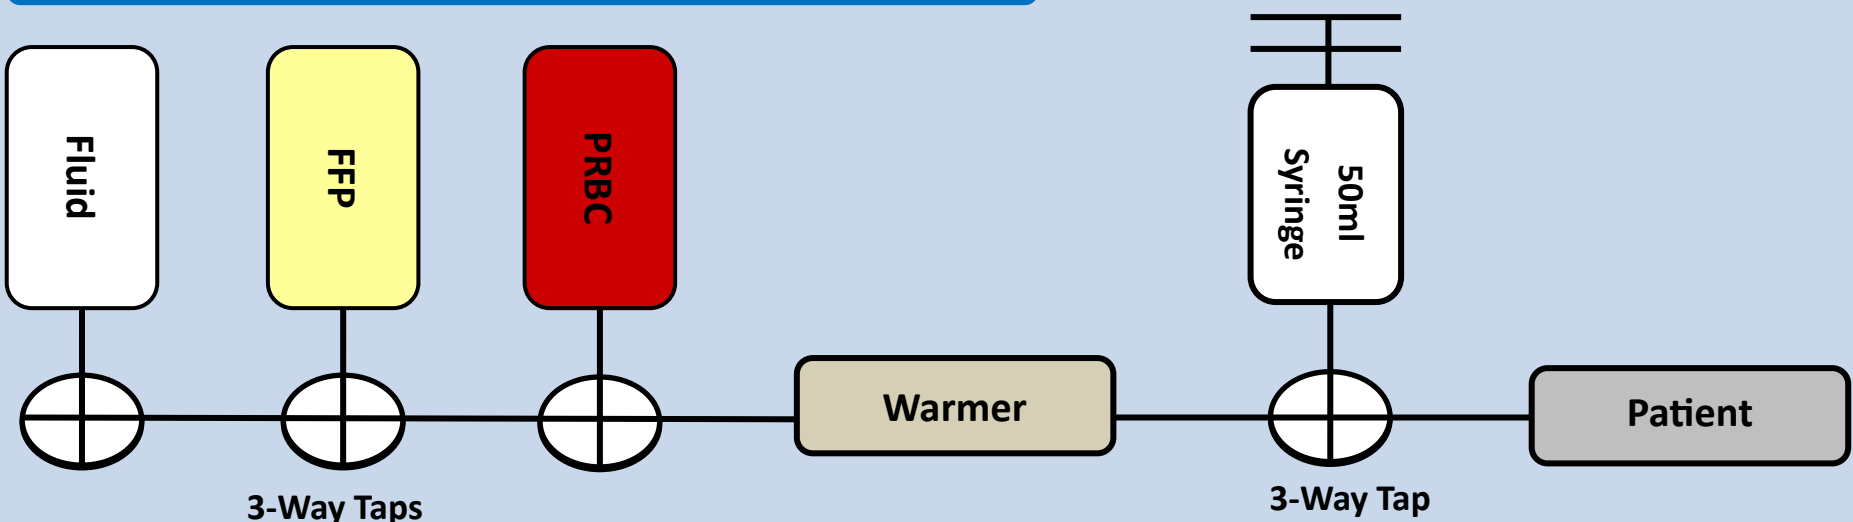 Fluid
FFP
PRBC
50ml
Syringe
Warmer
Patient
3-Way Taps
3-Way Tap